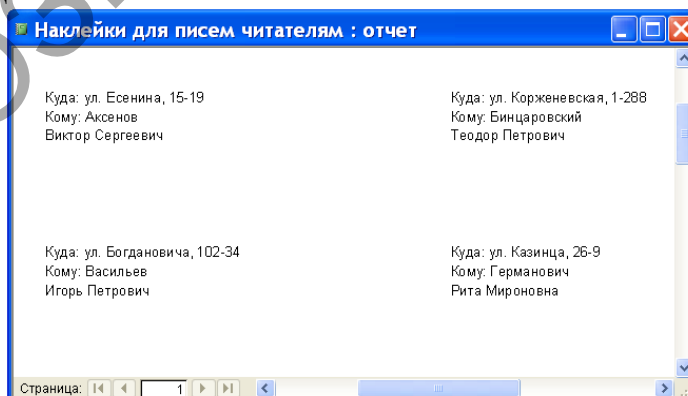 Наклейки для писем читателям : отчет
Куда: ул. Есенина, 15-19
Кому: Аксенов
Виктор Сергеевич
Куда: ул. Корженевская, 1-288
Кому: Бинцаровский
Теодор Петрович
Куда: ул. Богдановича, 102-34
Кому: Васильев
Игорь Петрович
Куда: ул. Казинца, 26-9
Кому: Германович
Рита Мироновна
Страница: 1